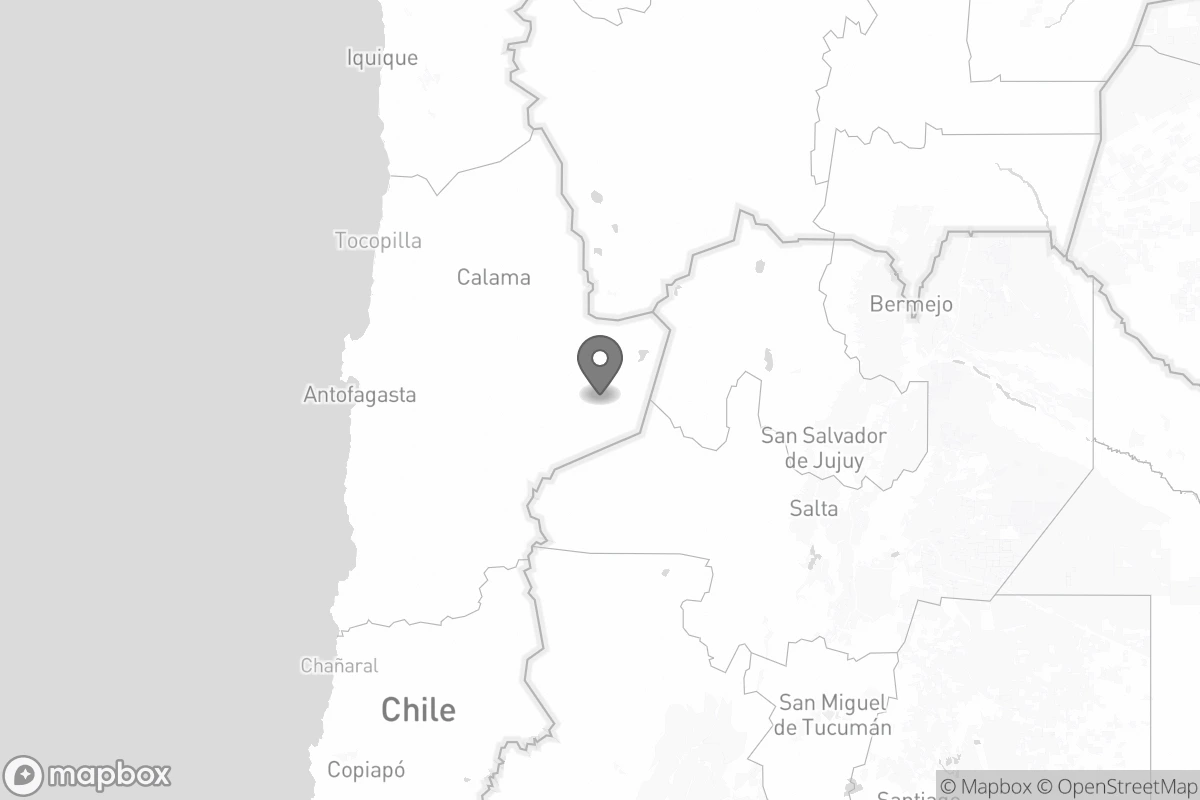 Iquique
Tocopilla
Calama
Bermejo
Antofagasta
San Salvador
de Jujuy
Salta
Chañaral
Chile
San Miguel
de Tucumán
Copiapó
mapbox
© Mapbox © OpenStreetMap